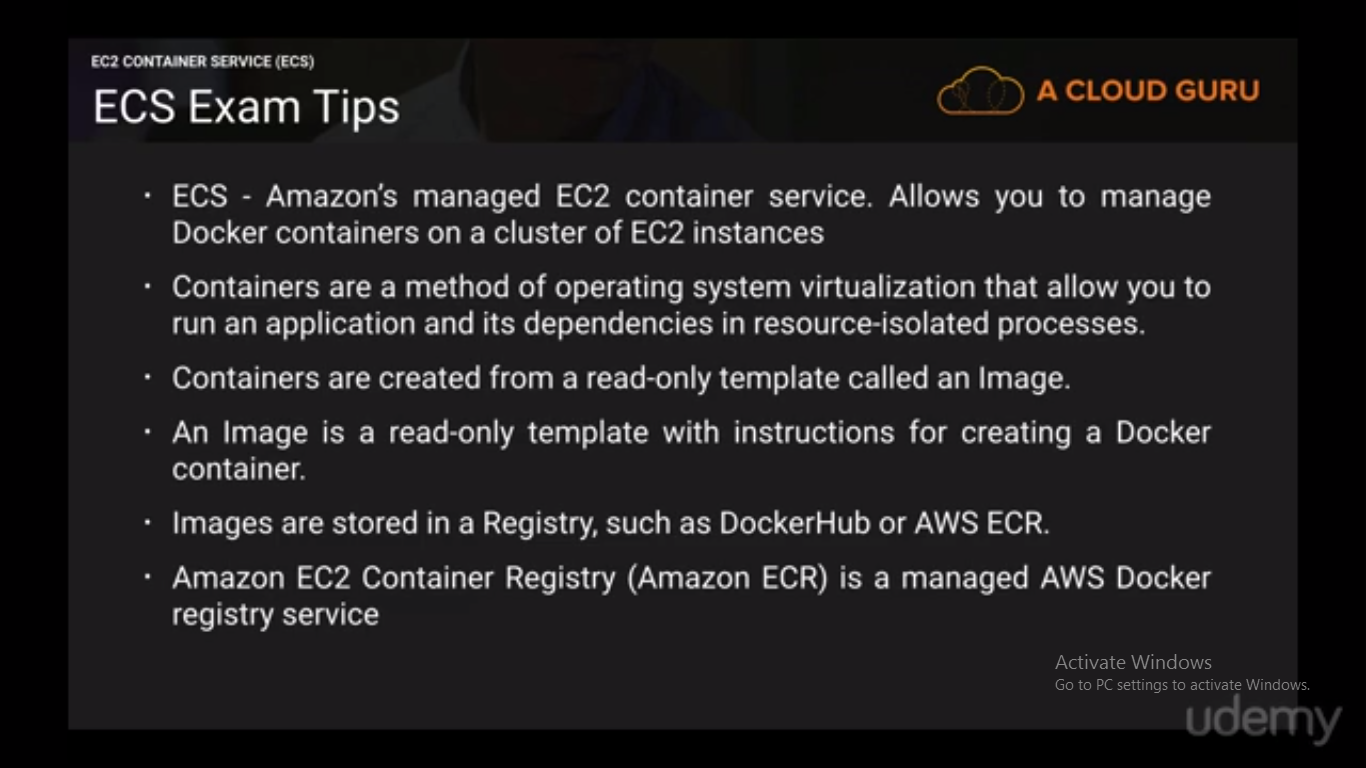 EC2 CONTAINER SERVICE (ECS)
ECS Exam Tips
A CLOUD GURU
· ECS - Amazon’s managed EC2 container service. Allows you to manage
Docker containers on a cluster of EC2 instances
· Containers are a method of operating system virtualization that allow you to
run an application and its dependencies in resource-isolated processes.
· Containers are created from a read-only template called an Image.
· An Image is a read-only template with instructions for creating a Docker
container.
· Images are stored in a Registry, such as DockerHub or AWS ECR.
· Amazon EC2 Container Registry (Amazon ECR) is a managed AWS Docker
registry service
Activate Windows
Go to PC settings to activate Windows.
udemy